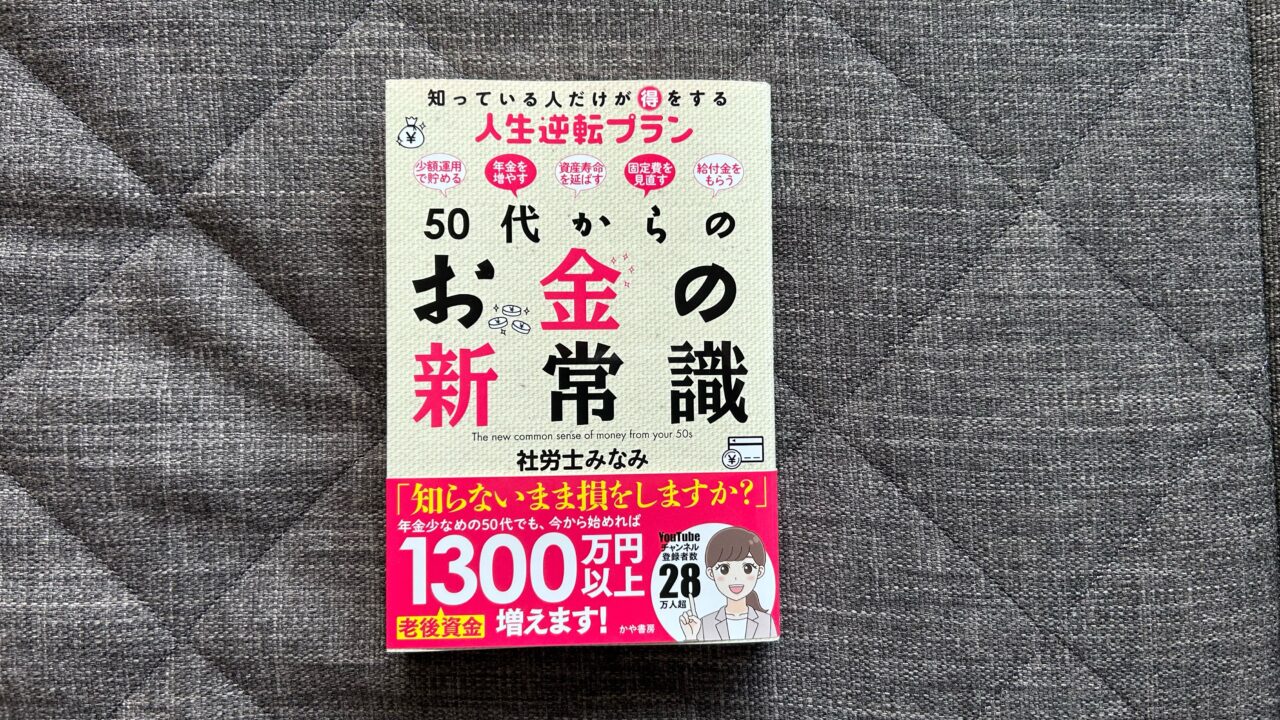 知っている人だけが得をする
人生逆転プラン
¥
少額運用
で貯める
年金を
増やす
資産寿命
を延ばす
固定費を
見直す
給付金を
もらう
50代からの
お金の
新常識
The new common sense of money from your 50s
社労士みなみ
¥
「知らないまま損をしますか?」
年金少なめの50代でも、今から始めれば
1300万円以上
老後資金 増えます!
YouTube
チャンネル
登録者数
28
万人超
かや書房